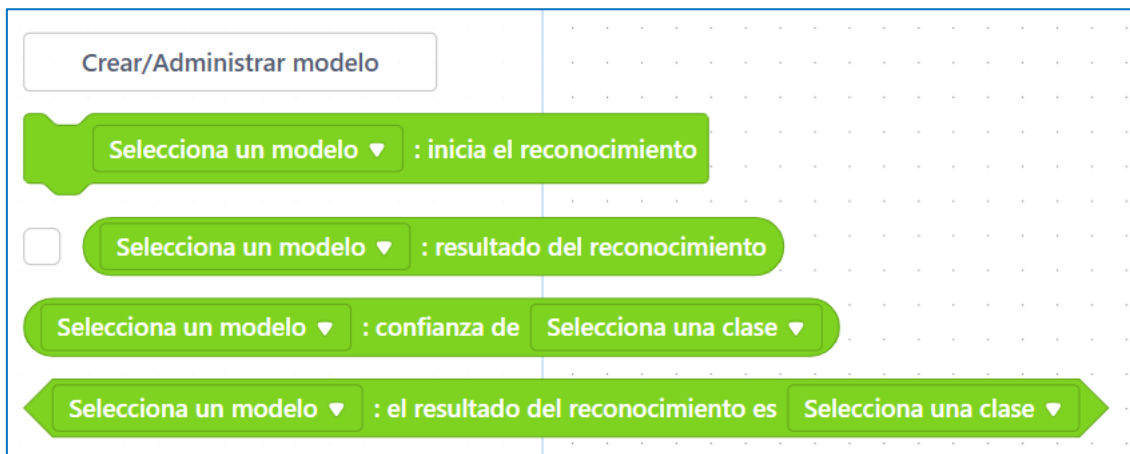 Crear/Administrar modelo
Selecciona un modelo : inicia el reconocimiento
Selecciona un modelo : resultado del reconocimiento
Selecciona un modelo : confianza de Selecciona una clase
Selecciona un modelo : el resultado del reconocimiento es Selecciona una clase